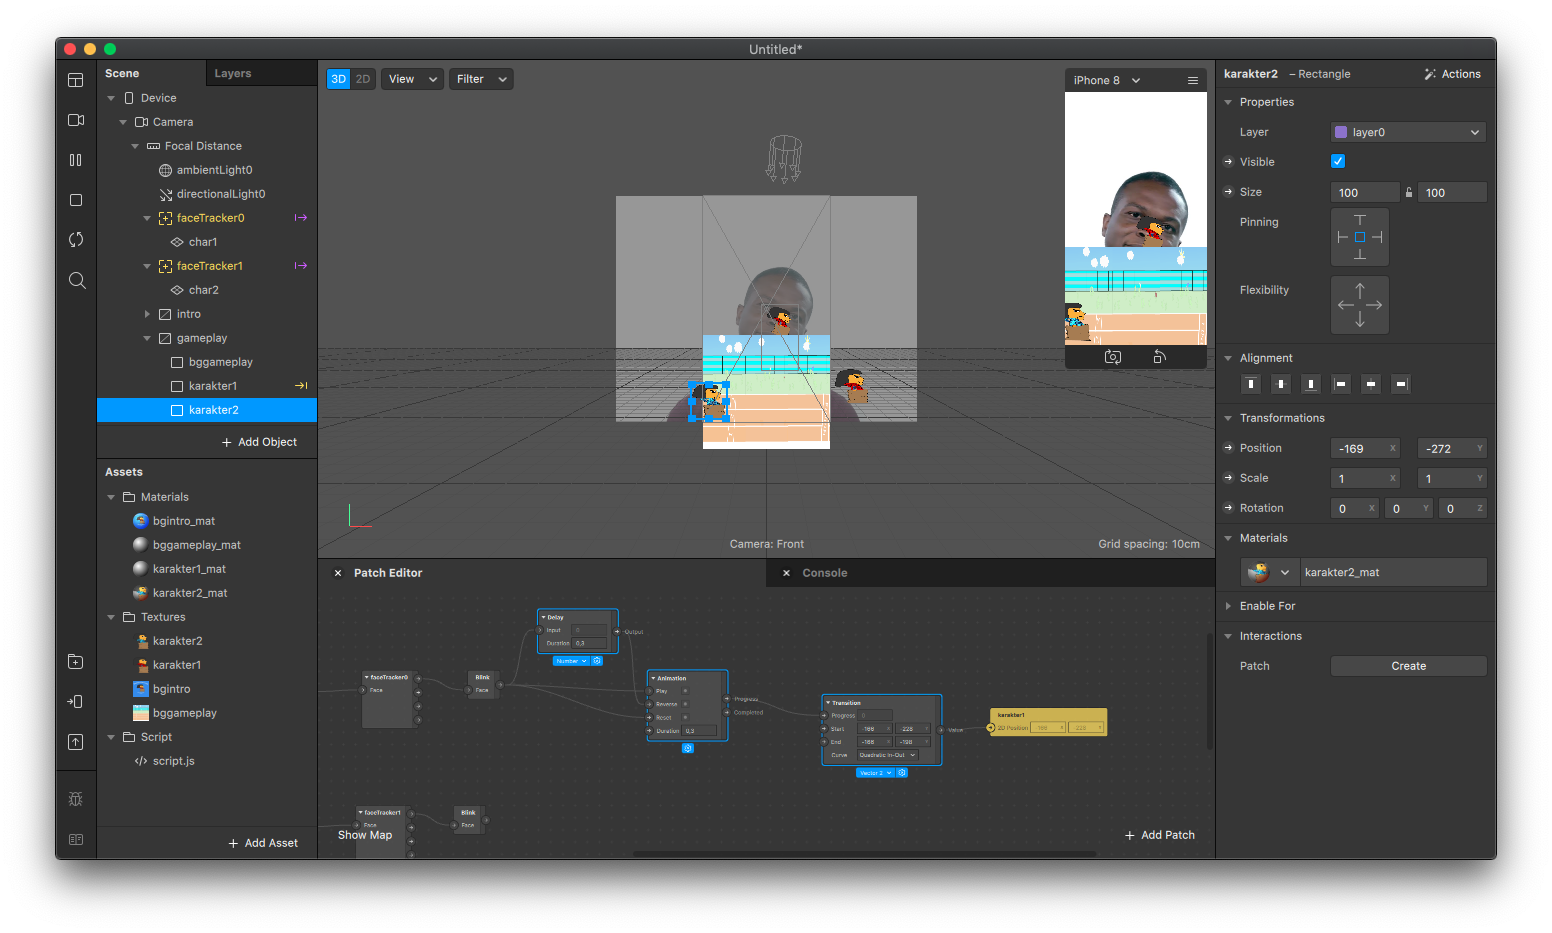 Untitled*
Scene
Layers
Device
Camera
Focal Distance
ambientLight0
directionalLight0
faceTracker0
char1
faceTracker1
char2
intro
gameplay
bggameplay
karakter1
karakter2
+ Add Object
Assets
Materials
bgintro_mat
bggameplay_mat
karakter1_mat
karakter2_mat
Textures
karakter2
karakter1
bgintro
bggameplay
Script
script.js
+ Add Asset
3D 2D View Filter
Camera: Front
Grid spacing: 10cm
iPhone 8
Patch Editor
Console
Delay
Input 0
Duration 0,3
Output
Number
faceTracker0
Face
Blink
Face
Animation
Play
Reverse
Reset
Duration 0,3
Progress
Completed
Transition
Progress 0
Start -166 X -228 Y
End -166 X -198 Y
Curve Quadratic In-Out
Value
Vector 2
karakter1
2D Position -166 X -228 Y
faceTracker1
Face
Blink
Face
Show Map
+ Add Patch
karakter2 – Rectangle
Actions
Properties
Layer layer0
Visible
Size 100 100
Pinning
Flexibility
Alignment
Transformations
Position -169 X -272 Y
Scale 1 X 1 Y
Rotation 0 X 0 Y 0 Z
Materials
karakter2_mat
Enable For
Interactions
Patch Create